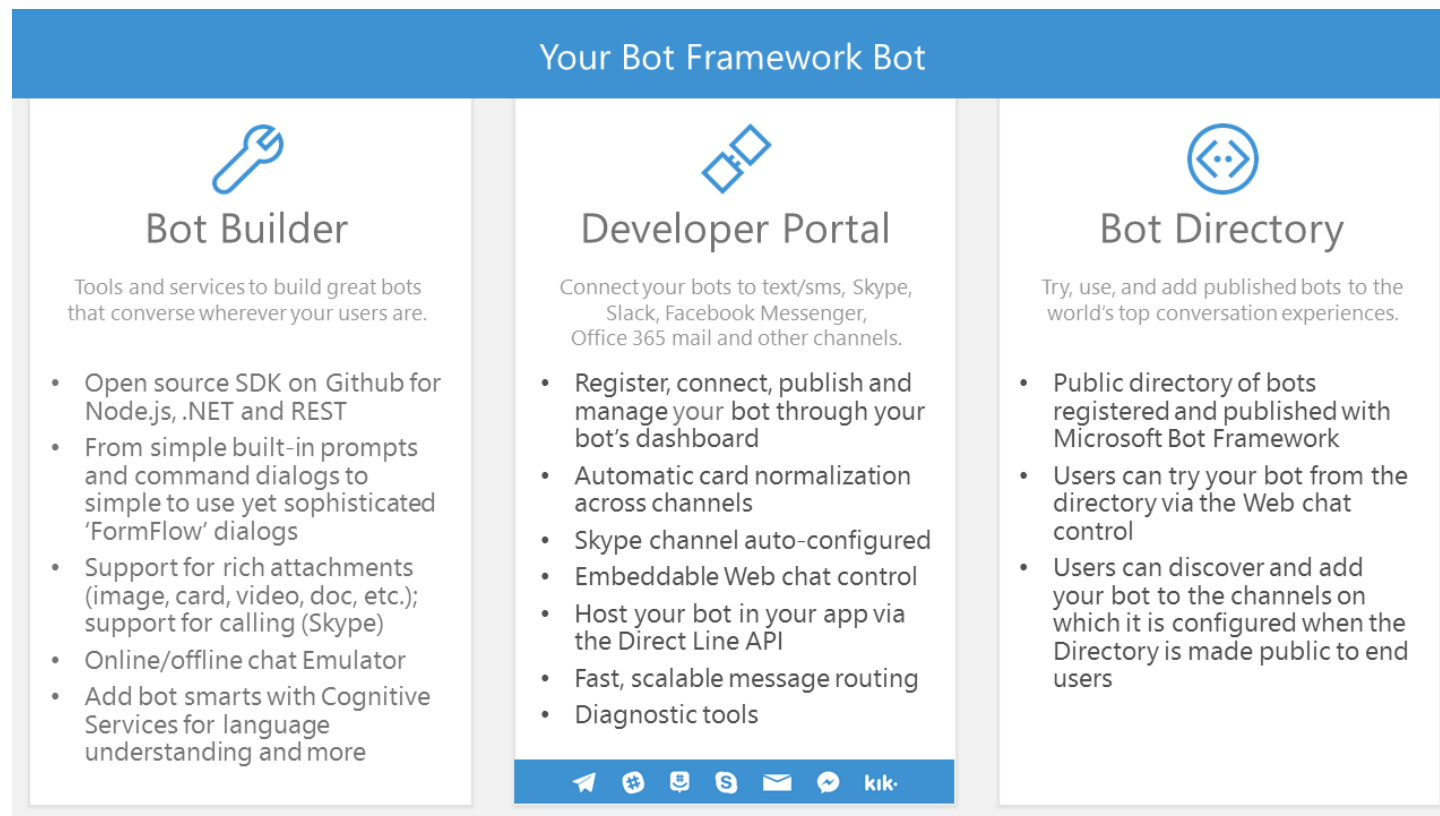 Your Bot Framework Bot
Bot Builder
Tools and services to build great bots
that converse wherever your users are.
• Open source SDK on Github for
Node.js, .NET and REST
• From simple built-in prompts
and command dialogs to
simple to use yet sophisticated
‘FormFlow’ dialogs
• Support for rich attachments
(image, card, video, doc, etc.);
support for calling (Skype)
• Online/offline chat Emulator
• Add bot smarts with Cognitive
Services for language
understanding and more
Developer Portal
Connect your bots to text/sms, Skype,
Slack, Facebook Messenger,
Office 365 mail and other channels.
• Register, connect, publish and
manage your bot through your
bot’s dashboard
• Automatic card normalization
across channels
• Skype channel auto-configured
• Embeddable Web chat control
• Host your bot in your app via
the Direct Line API
• Fast, scalable message routing
• Diagnostic tools
kik·
Bot Directory
Try, use, and add published bots to the
world’s top conversation experiences.
• Public directory of bots
registered and published with
Microsoft Bot Framework
• Users can try your bot from the
directory via the Web chat
control
• Users can discover and add
your bot to the channels on
which it is configured when the
Directory is made public to end
users